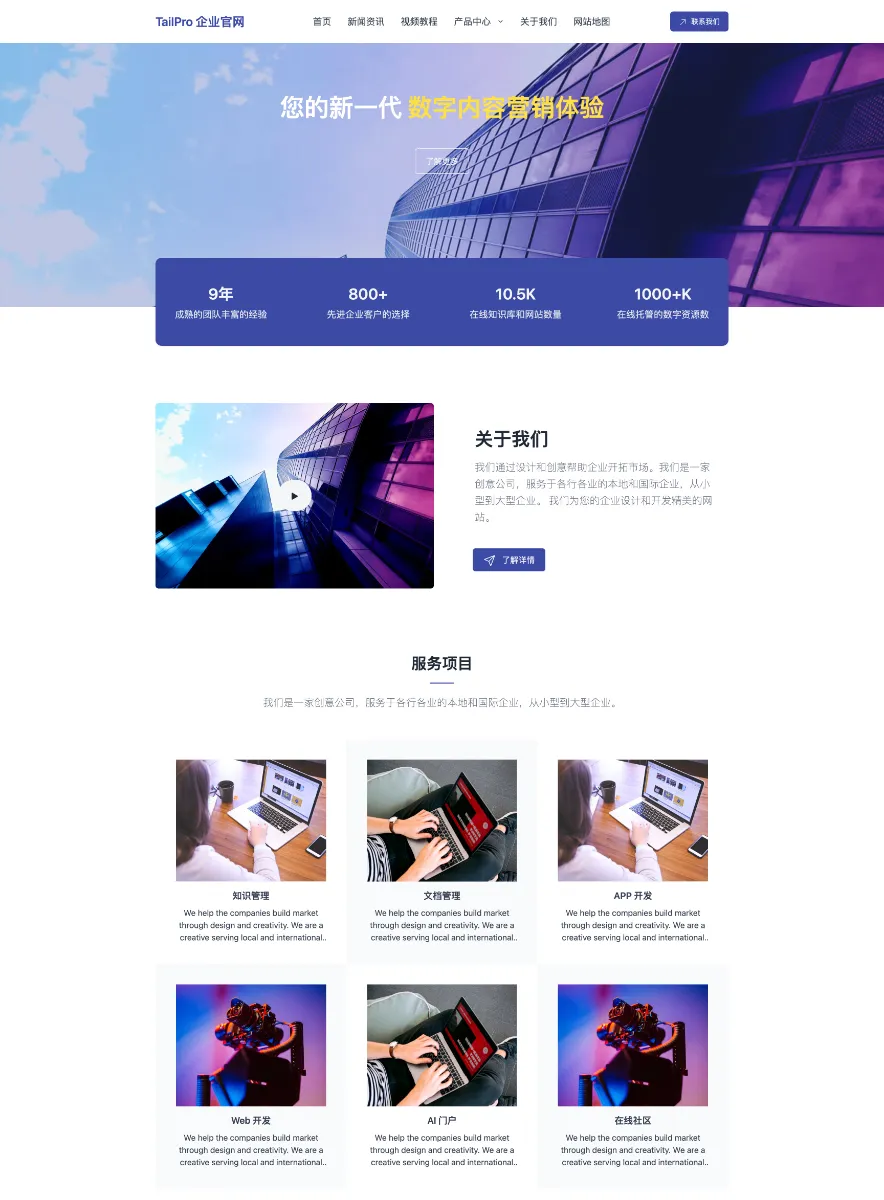 TailPro 企业官网
首页 新闻资讯 视频教程 产品中心 关于我们 网站地图
联系我们
您的新一代 数字内容营销体验
了解更多
9年 800+ 10.5K 1000+K
成熟的团队丰富的经验 先进企业客户的选择 在线知识库和网站数量 在线托管的数字资源数
关于我们
我们通过设计和创意帮助企业开拓市场。我们是一家
创意公司，服务于各行各业的本地和国际企业，从小
型到大型企业。 我们为您的企业设计和开发精美的网
站。
了解详情
服务项目
我们是一家创意公司，服务于各行各业的本地和国际企业，从小型到大型企业。
知识管理
We help the companies build market
through design and creativity. We are a
creative serving local and international..
文档管理
We help the companies build market
through design and creativity. We are a
creative serving local and international..
APP 开发
We help the companies build market
through design and creativity. We are a
creative serving local and international..
Web 开发
We help the companies build market
through design and creativity. We are a
creative serving local and international..
AI 门户
We help the companies build market
through design and creativity. We are a
creative serving local and international..
在线社区
We help the companies build market
through design and creativity. We are a
creative serving local and international..